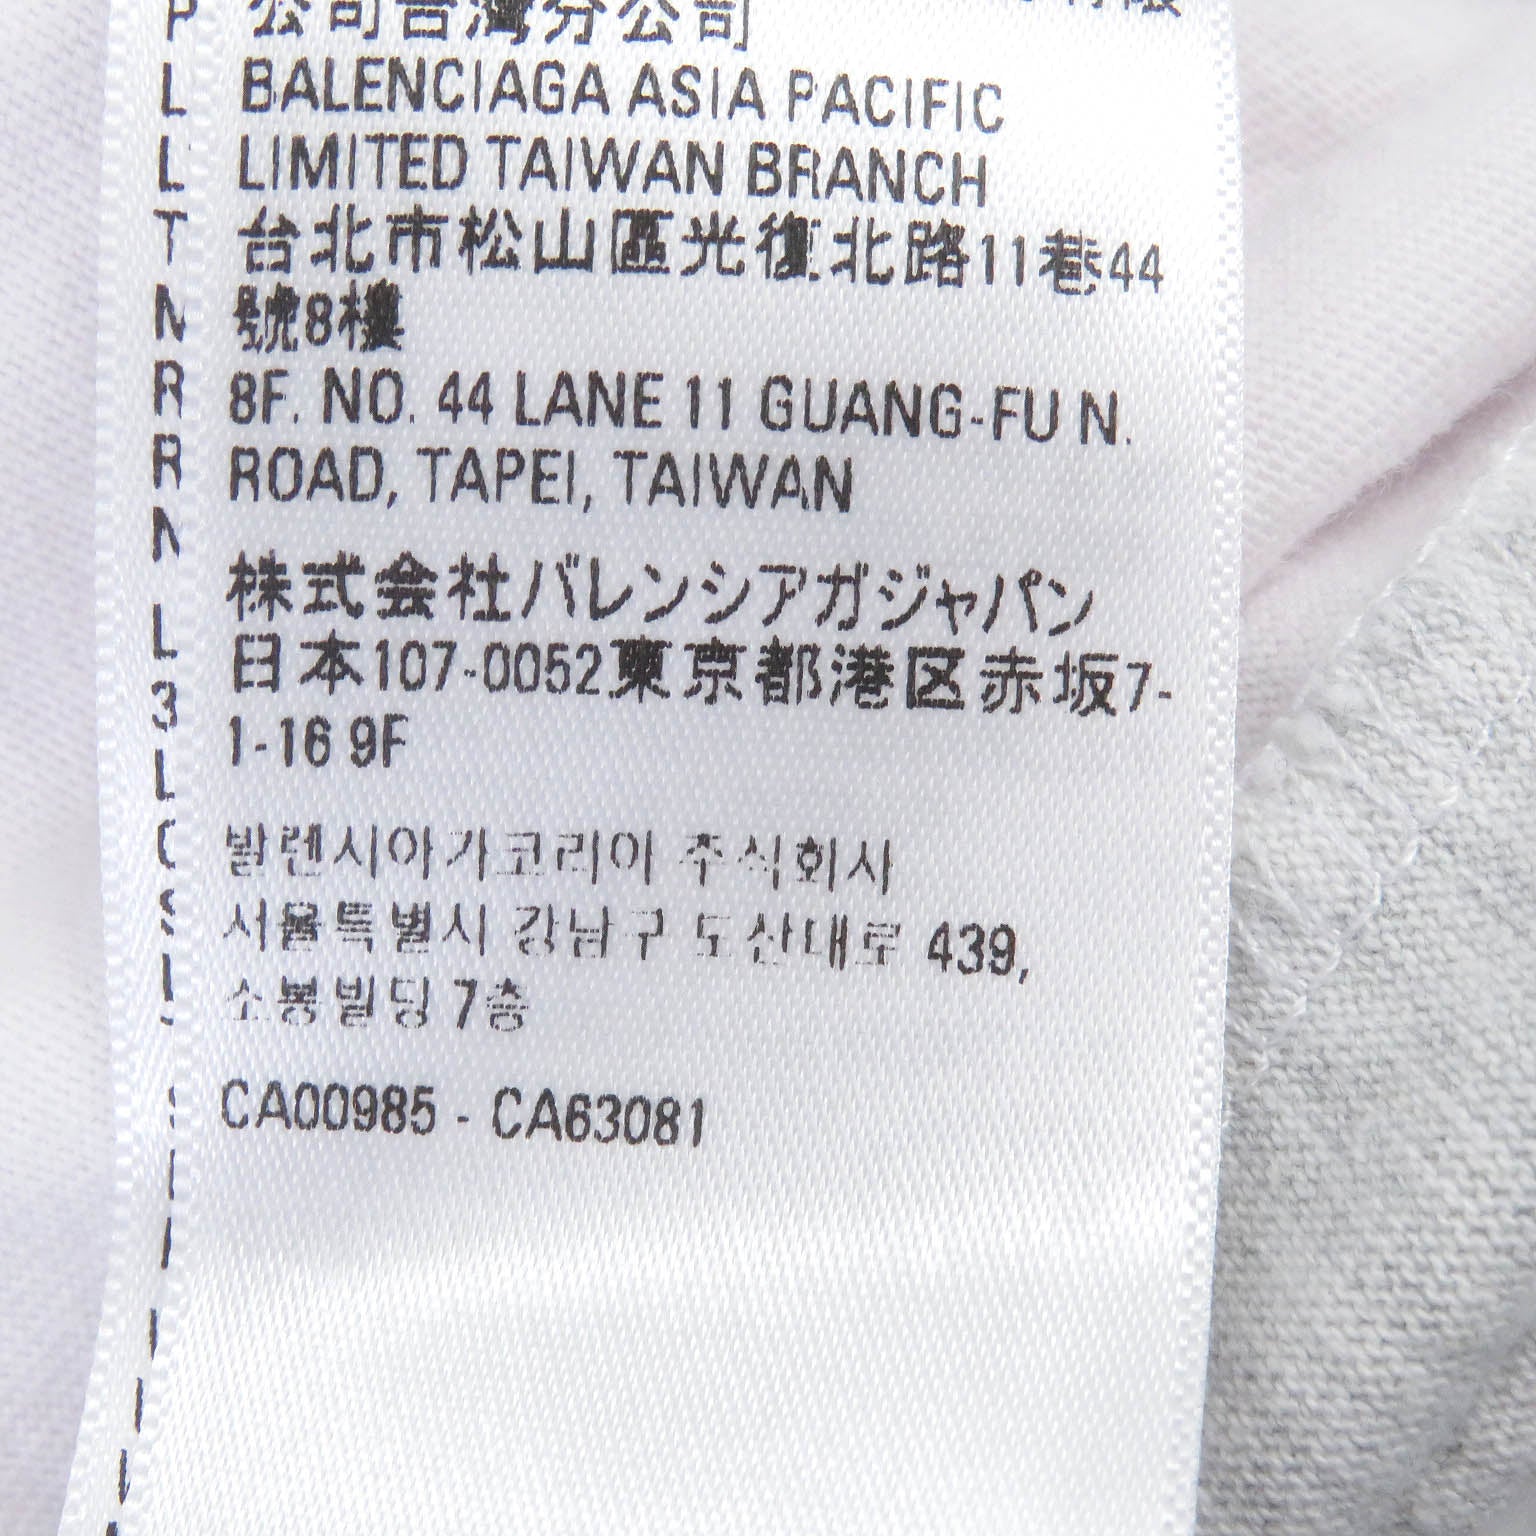 公司台灣分公司
BALENCIAGA ASIA PACIFIC
LIMITED TAIWAN BRANCH
台北市松山區光復北路11巷44
號8樓
8F. NO. 44 LANE 11 GUANG-FU N.
ROAD, TAPEI, TAIWAN
株式会社バレンシアガジャパン
日本107-0052東京都港区赤坂7-
1-16 9F
발렌시아가코리아 주식회사
서울특별시 강남구 도산대로 439,
소봉빌딩 7층
CA00985 - CA63081